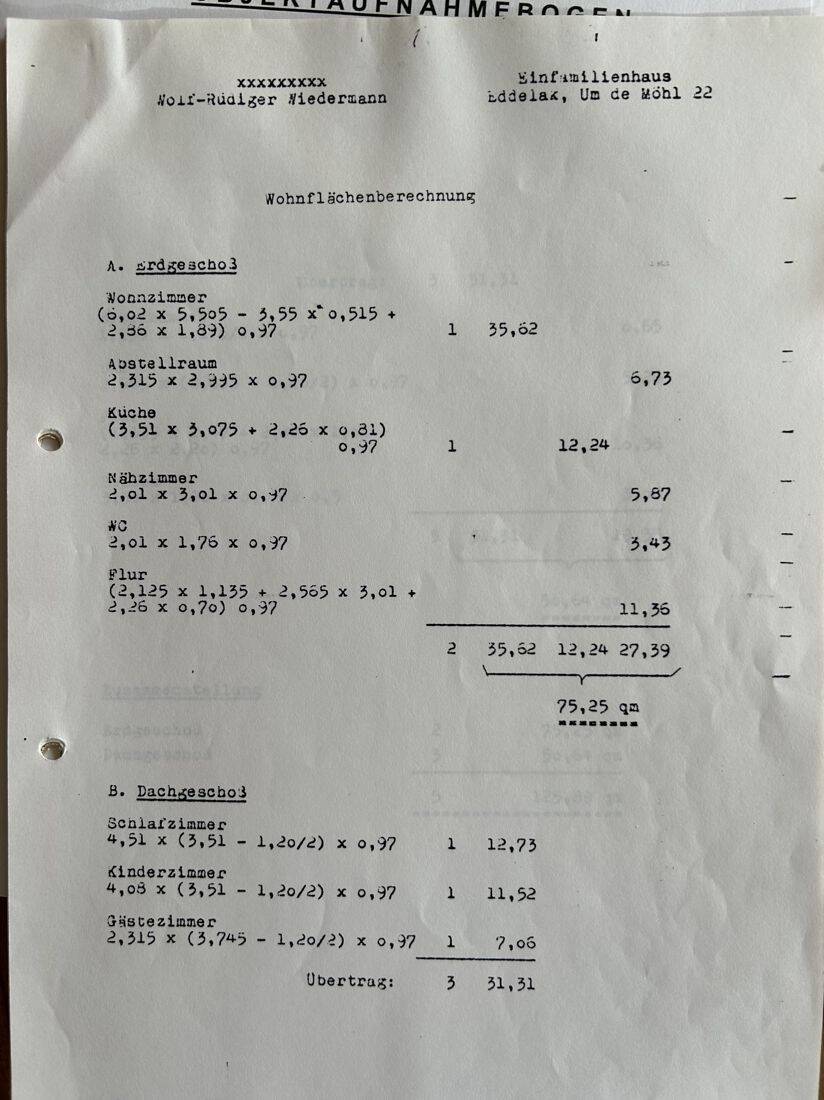 OBJEKTAUFNAHMEBOGEN
xxxxxxxxx
Wolf-Rüdiger Niedermann
Einfamilienhaus
Eddelak, Um de Möhl 22
Wohnflächenberechnung
A. Erdgeschoß
Wohnzimmer
(6,02 x 5,505 - 3,55 x 0,515 +
2,86 x 1,89) 0,97 1 35,62
Abstellraum
2,315 x 2,995 x 0,97 6,73
Küche
(3,51 x 3,075 + 2,26 x 0,81)
0,97 1 12,24
Nähzimmer
2,01 x 3,01 x 0,97 5,87
WC
2,01 x 1,76 x 0,97 3,43
Flur
(2,125 x 1,135 + 2,565 x 3,01 +
2,26 x 0,70) 0,97 11,36
2 35,62 12,24 27,39
75,25 qm
B. Dachgeschoß
Schlafzimmer
4,51 x (3,51 - 1,20/2) x 0,97 1 12,73
Kinderzimmer
4,08 x (3,51 - 1,20/2) x 0,97 1 11,52
Gästezimmer
2,315 x (3,745 - 1,20/2) x 0,97 1 7,06
Übertrag: 3 31,31